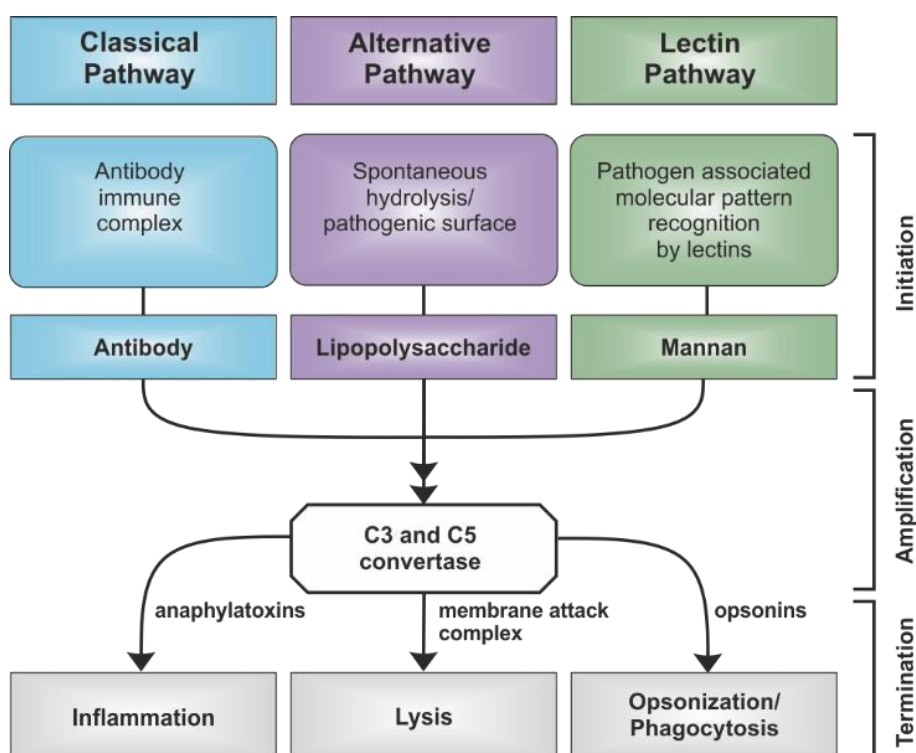 Classical
Pathway
Alternative
Pathway
Lectin
Pathway
Antibody
immune
complex
Spontaneous
hydrolysis/
pathogenic surface
Pathogen associated
molecular pattern
recognition
by lectins
Initiation
Antibody
Lipopolysaccharide
Mannan
Amplification
C3 and C5
convertase
anaphylatoxins
membrane attack
complex
opsonins
Termination
Inflammation
Lysis
Opsonization/
Phagocytosis